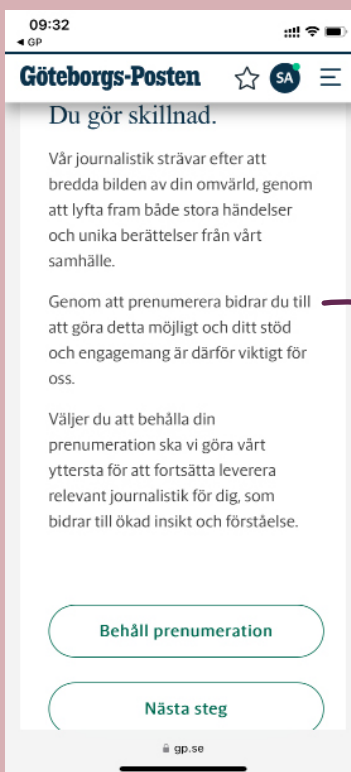 09:32
◀ GP
Göteborgs-Posten
SA
Du gör skillnad.
Vår journalistik strävar efter att
bredda bilden av din omvärld, genom
att lyfta fram både stora händelser
och unika berättelser från vårt
samhälle.
Genom att prenumerera bidrar du till
att göra detta möjligt och ditt stöd
och engagemang är därför viktigt för
oss.
Väljer du att behålla din
prenumeration ska vi göra vårt
yttersta för att fortsätta leverera
relevant journalistik för dig, som
bidrar till ökad insikt och förståelse.
Behåll prenumeration
Nästa steg
gp.se